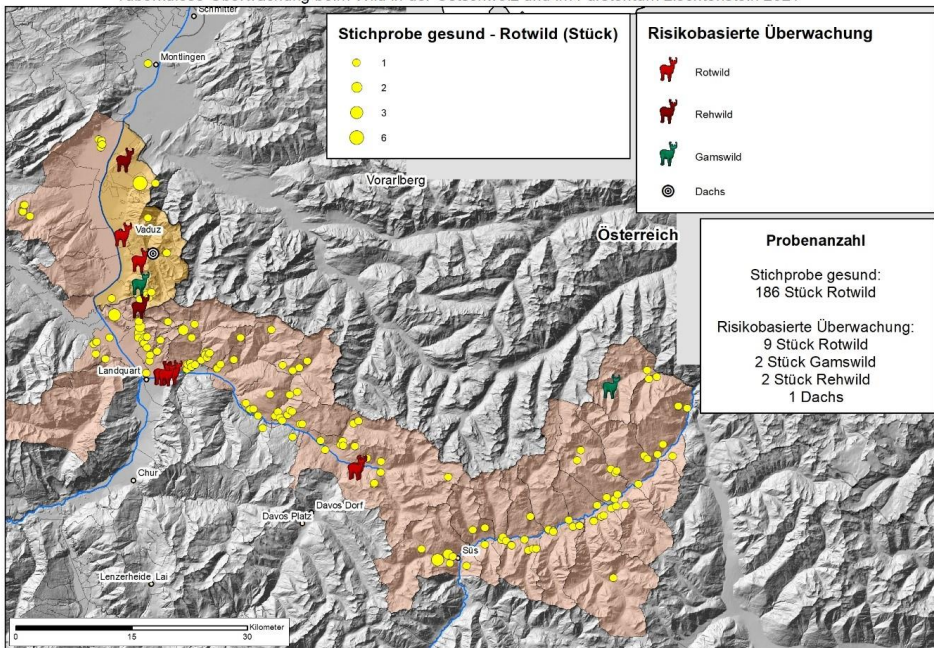 Stichprobe gesund - Rotwild (Stück)
1
2
3
6
Risikobasierte Überwachung
Rotwild
Rehwild
Gamswild
Dachs
Probenanzahl
Stichprobe gesund:
186 Stück Rotwild
Risikobasierte Überwachung:
9 Stück Rotwild
2 Stück Gamswild
2 Stück Rehwild
1 Dachs
Schmitter
Montlingen
Vorarlberg
Österreich
Vaduz
Landquart
Chur
Davos Dorf
Davos Platz
Süs
Lenzerheide Lai
Kilometer
0 15 30